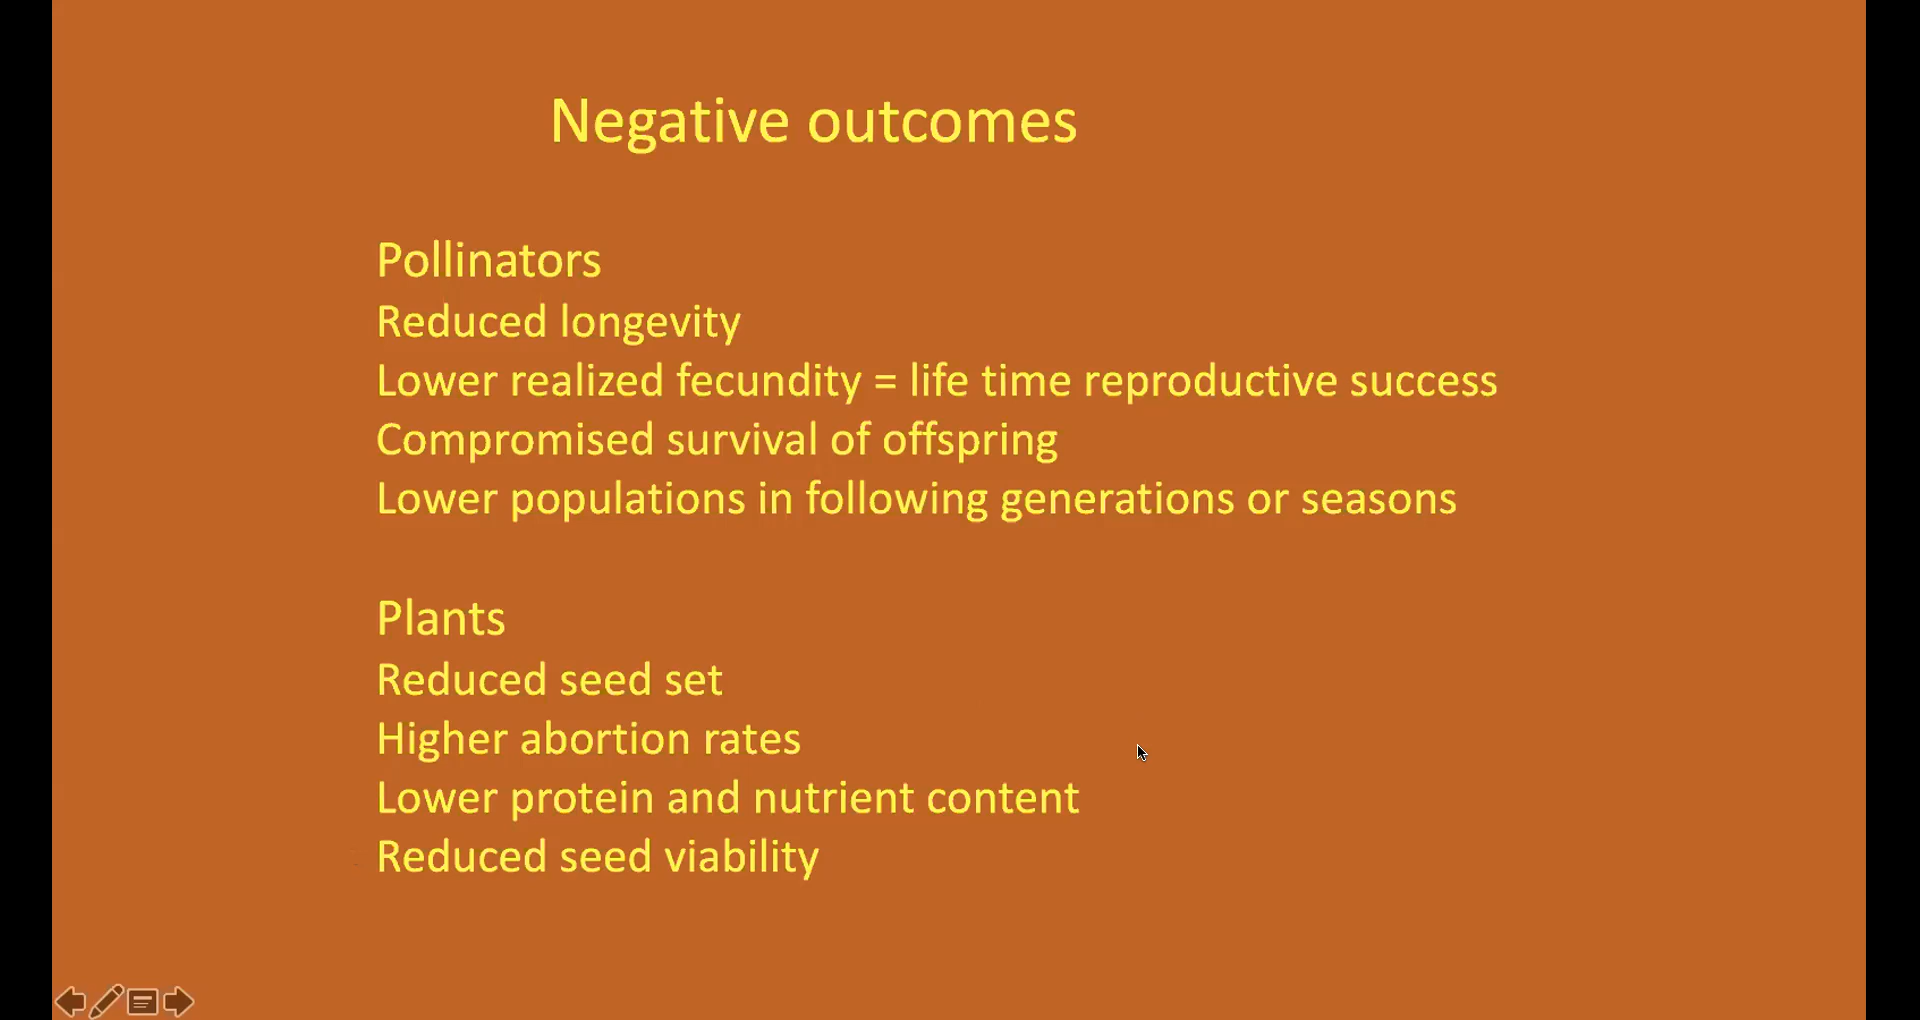 Negative outcomes
Pollinators
Reduced longevity
Lower realized fecundity = life time reproductive success
Compromised survival of offspring
Lower populations in following generations or seasons
Plants
Reduced seed set
Higher abortion rates
Lower protein and nutrient content
Reduced seed viability